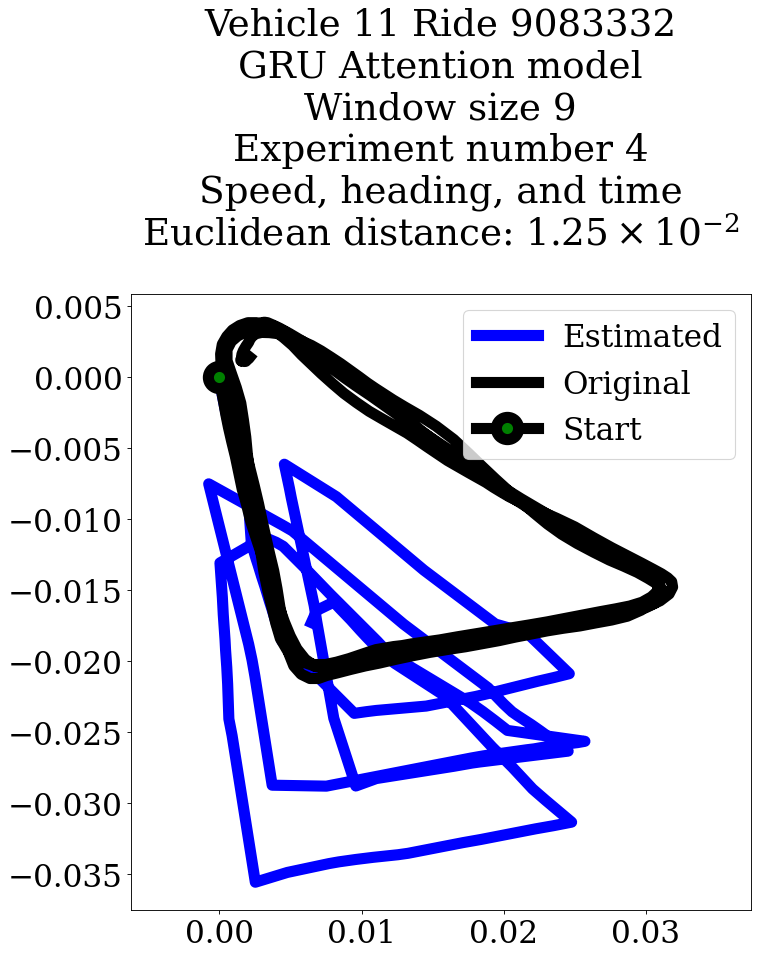 Vehicle 11 Ride 9083332
GRU Attention model
Window size 9
Experiment number 4
Speed, heading, and time
Euclidean distance: 1.25 × 10⁻²
0.005
Estimated
0.000
Original
−0.005
Start
−0.010
−0.015
−0.020
−0.025
−0.030
−0.035
0.00 0.01 0.02 0.03